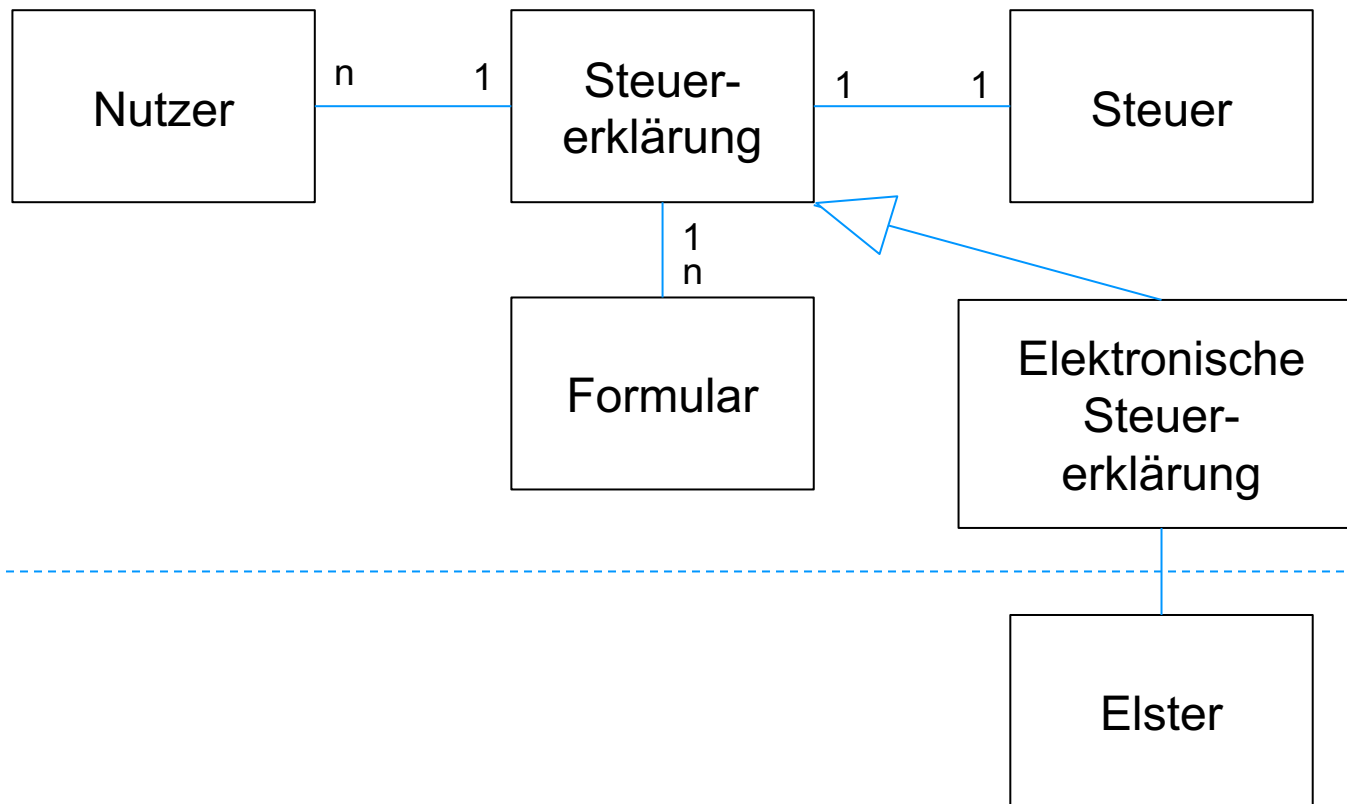 Nutzer
n
1
Steuer-
erklärung
1
1
Steuer
1
n
Formular
Elektronische
Steuer-
erklärung
Elster